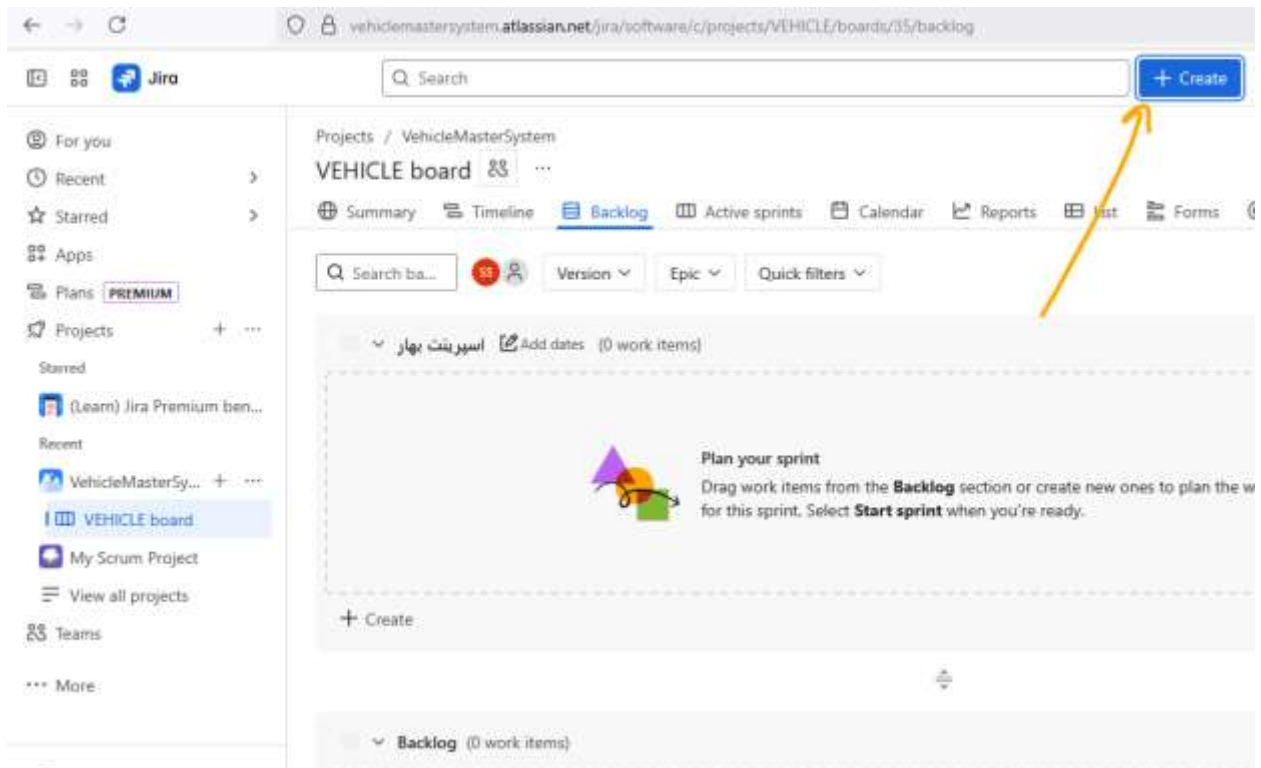 vehiclemastersystem.atlassian.net/jira/software/c/projects/VEHICLE/boards/35/backlog
Jira
Search
+ Create
For you
Recent
Starred
Apps
Plans PREMIUM
Projects
Starred
(Learn) Jira Premium ben...
Recent
VehicleMasterSy...
VEHICLE board
My Scrum Project
View all projects
Teams
More
Projects / VehicleMasterSystem
VEHICLE board
Summary Timeline Backlog Active sprints Calendar Reports List Forms
Search ba... SS Version Epic Quick filters
اسپرینت بهار Add dates (0 work items)
Plan your sprint
Drag work items from the Backlog section or create new ones to plan the w
for this sprint. Select Start sprint when you're ready.
+ Create
Backlog (0 work items)